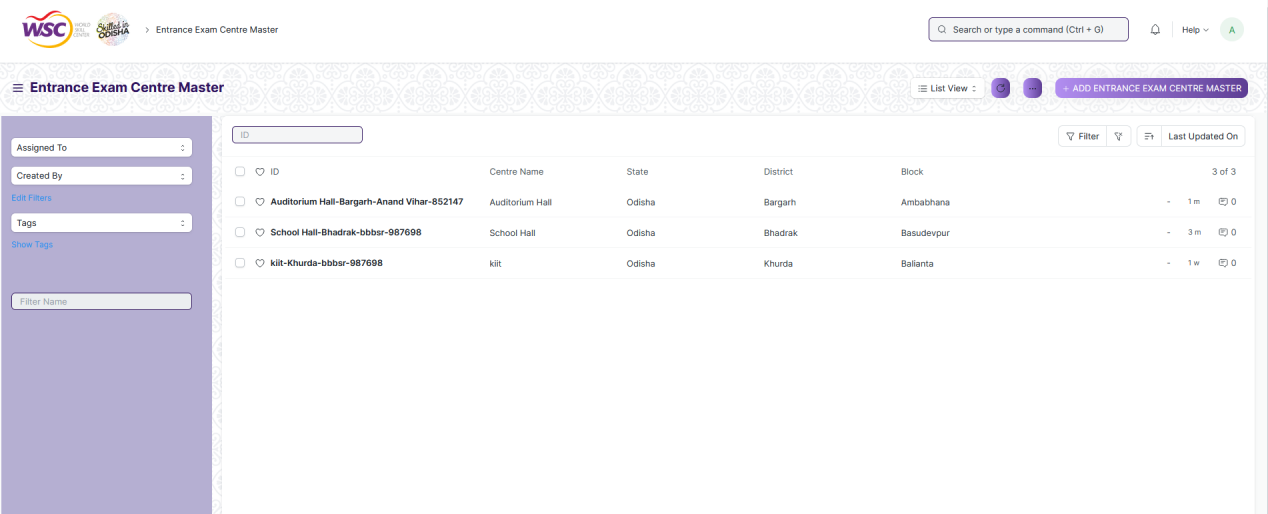 WSC WORLD SKILL CENTER Skilled in ODISHA > Entrance Exam Centre Master Search or type a command (Ctrl + G) Help A
Entrance Exam Centre Master List View ... + ADD ENTRANCE EXAM CENTRE MASTER
Assigned To
Created By
Edit Filters
Tags
Show Tags
Filter Name
ID Filter Last Updated On
ID Centre Name State District Block 3 of 3
Auditorium Hall-Bargarh-Anand Vihar-852147 Auditorium Hall Odisha Bargarh Ambabhana - 1 m 0
School Hall-Bhadrak-bbbsr-987698 School Hall Odisha Bhadrak Basudevpur - 3 m 0
kiit-Khurda-bbbsr-987698 kiit Odisha Khurda Balianta - 1 w 0